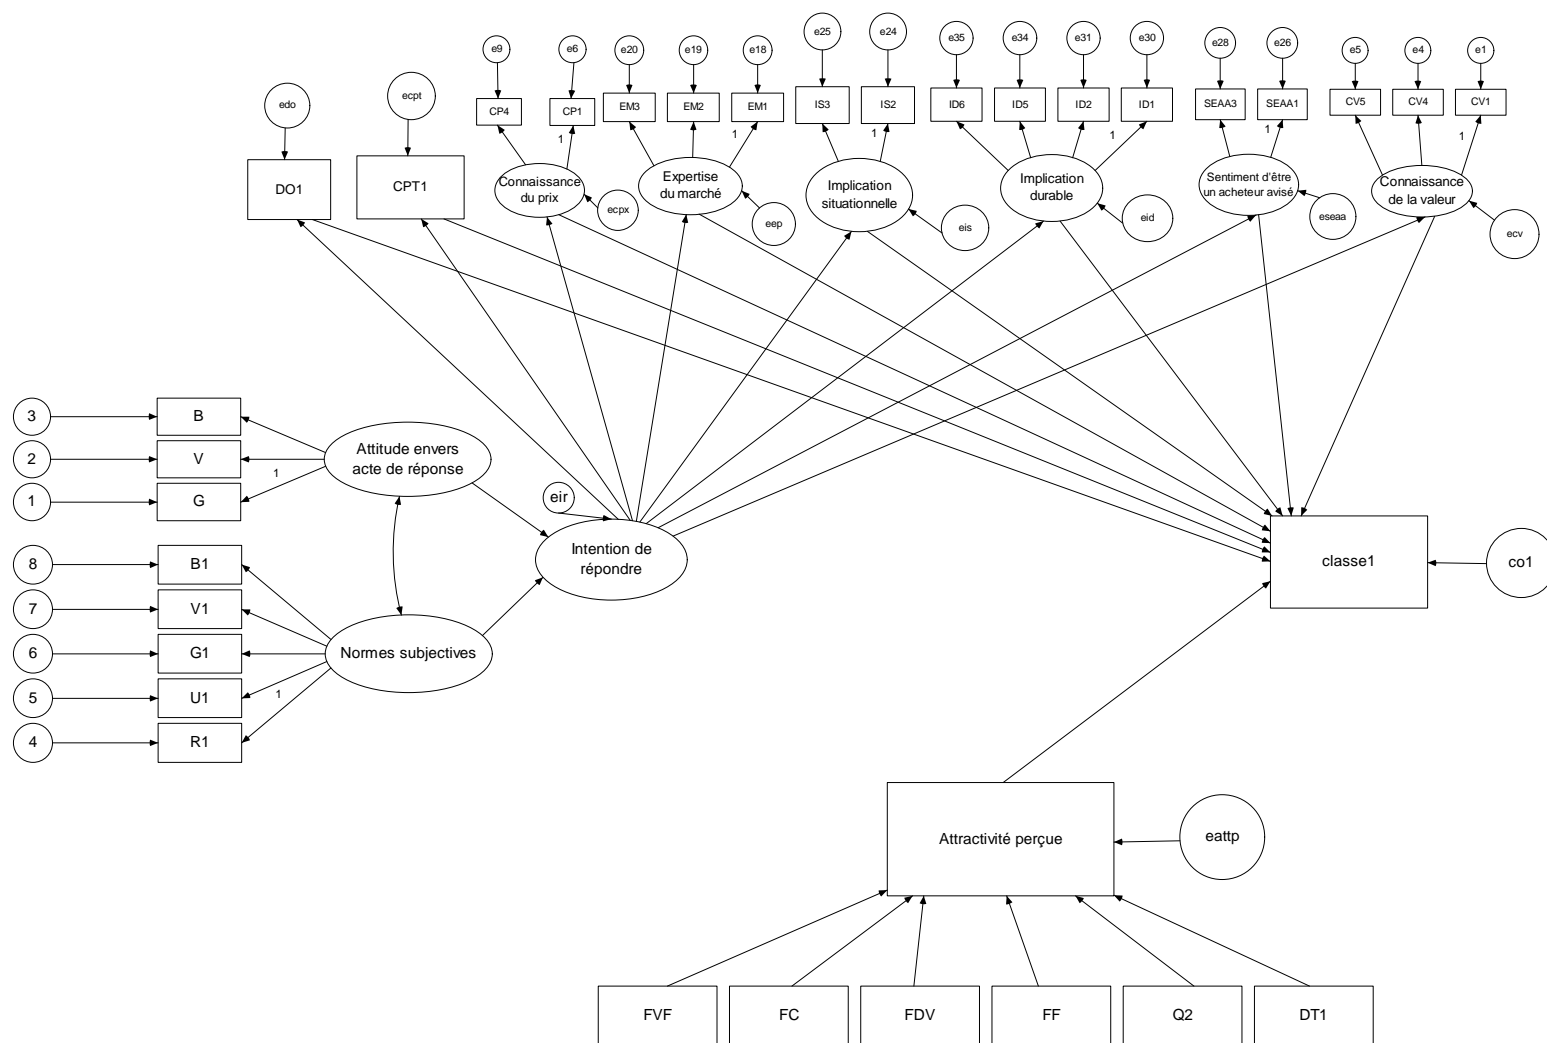 e25
e24
e9
e6
e20
e19
e18
e35
e34
e31
e30
e28
e26
e5
e4
e1
edo
ecpt
CP4
CP1
EM3
EM2
EM1
IS3
IS2
ID6
ID5
ID2
ID1
SEAA3
SEAA1
CV5
CV4
CV1
1
1
1
1
1
1
DO1
CPT1
Connaissance
du prix
ecpx
Expertise
du marché
eep
Implication
situationnelle
eis
Implication
durable
eid
Sentiment d'être
un acheteur avisé
eseaa
Connaissance
de la valeur
ecv
3
B
2
V
1
G
1
Attitude envers
acte de réponse
eir
Intention de
répondre
8
B1
7
V1
6
G1
5
U1
4
R1
1
Normes subjectives
classe1
co1
Attractivité perçue
eattp
FVF
FC
FDV
FF
Q2
DT1